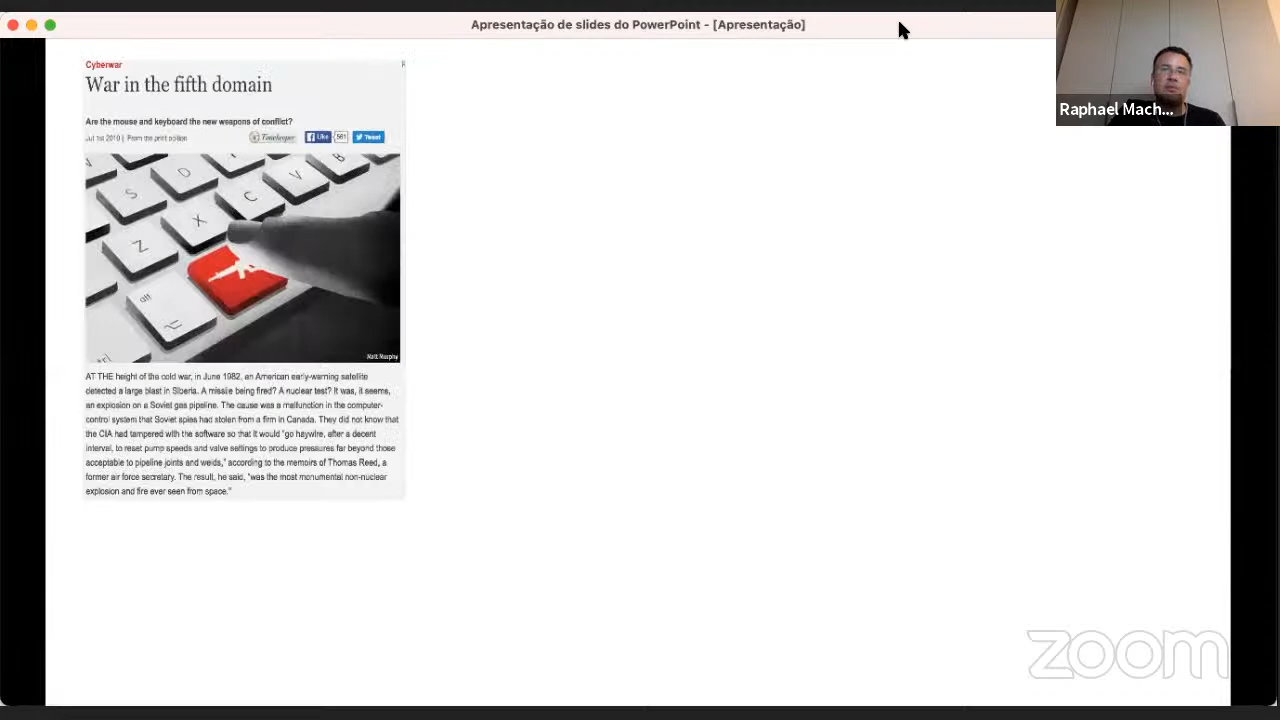 Apresentação de slides do PowerPoint - [Apresentação]
Raphael Mach...
Cyberwar
R
War in the fifth domain
Are the mouse and keyboard the new weapons of conflict?
Jul 1st 2010 | From the print edition
Timekeeper
Like
561
Tweet
S
D
V
B
Z
X
C
alt
ctrl
Matt Murphy
AT THE height of the cold war, in June 1982, an American early-warning satellite
detected a large blast in Siberia. A missile being fired? A nuclear test? It was, it seems,
an explosion on a Soviet gas pipeline. The cause was a malfunction in the computer-
control system that Soviet spies had stolen from a firm in Canada. They did not know that
the CIA had tampered with the software so that it would "go haywire, after a decent
interval, to reset pump speeds and valve settings to produce pressures far beyond those
acceptable to pipeline joints and welds," according to the memoirs of Thomas Reed, a
former air force secretary. The result, he said, "was the most monumental non-nuclear
explosion and fire ever seen from space."
zoom